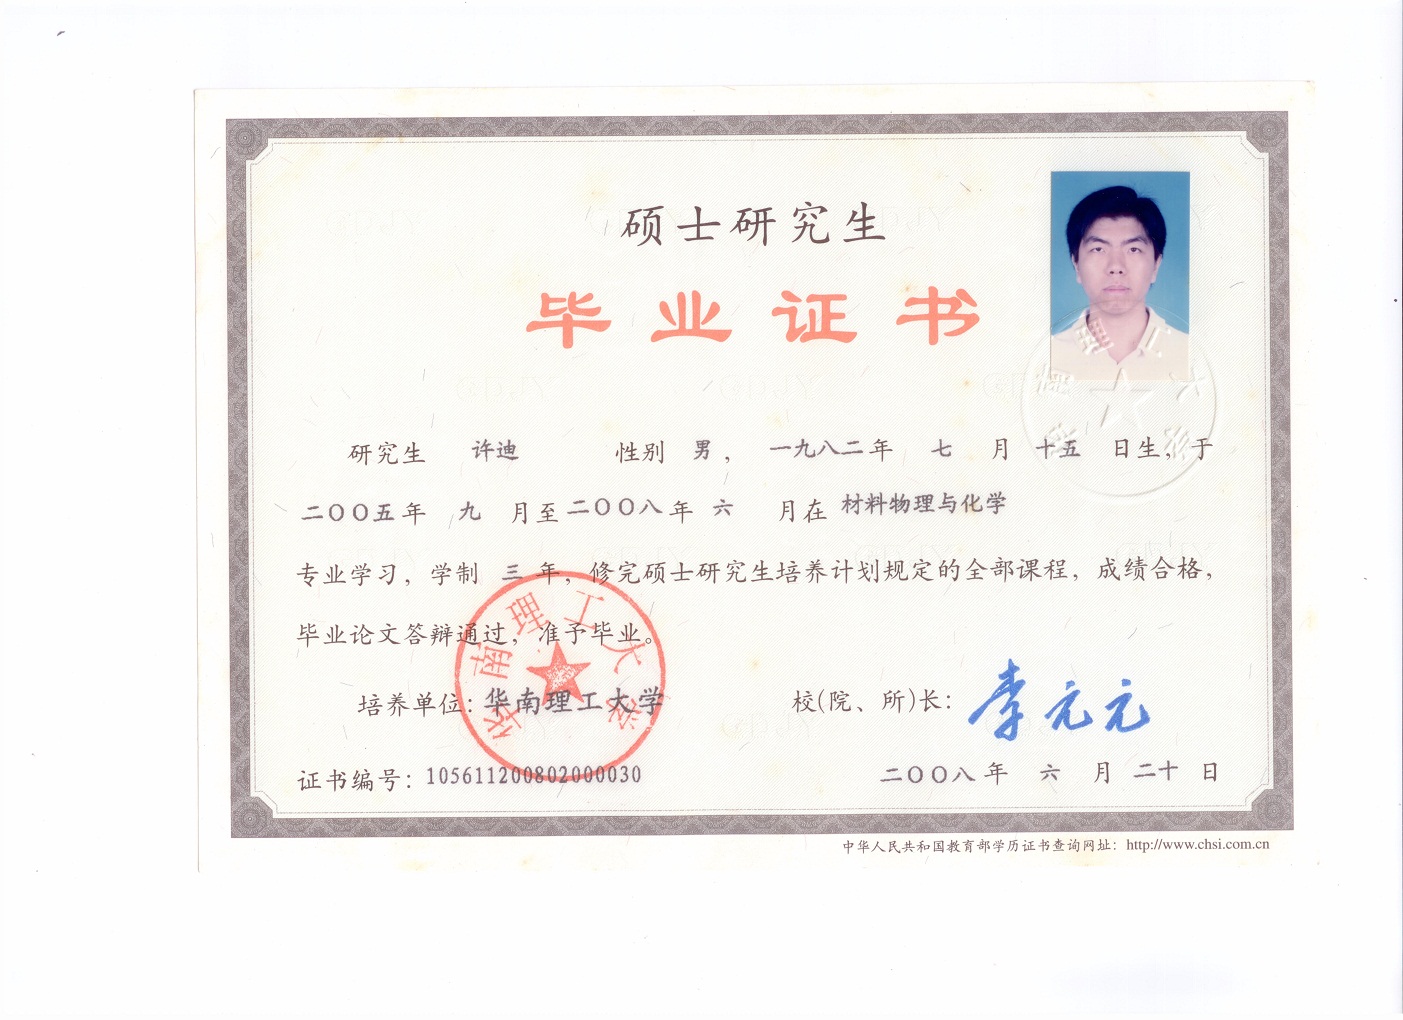 硕士研究生
毕业证书
研究生 许迪 性别 男， 一九八二年 七 月 十五 日生，于
二〇〇五年 九 月至二〇〇八年 六 月在 材料物理与化学
专业学习，学制 三 年，修完硕士研究生培养计划规定的全部课程，成绩合格，
毕业论文答辩通过，准予毕业。
培养单位：华南理工大学 校(院、所)长：李元元
证书编号：105611200802000030 二〇〇八年 六 月 二十 日
中华人民共和国教育部学历证书查询网址：http://www.chsi.com.cn
华南理工大学